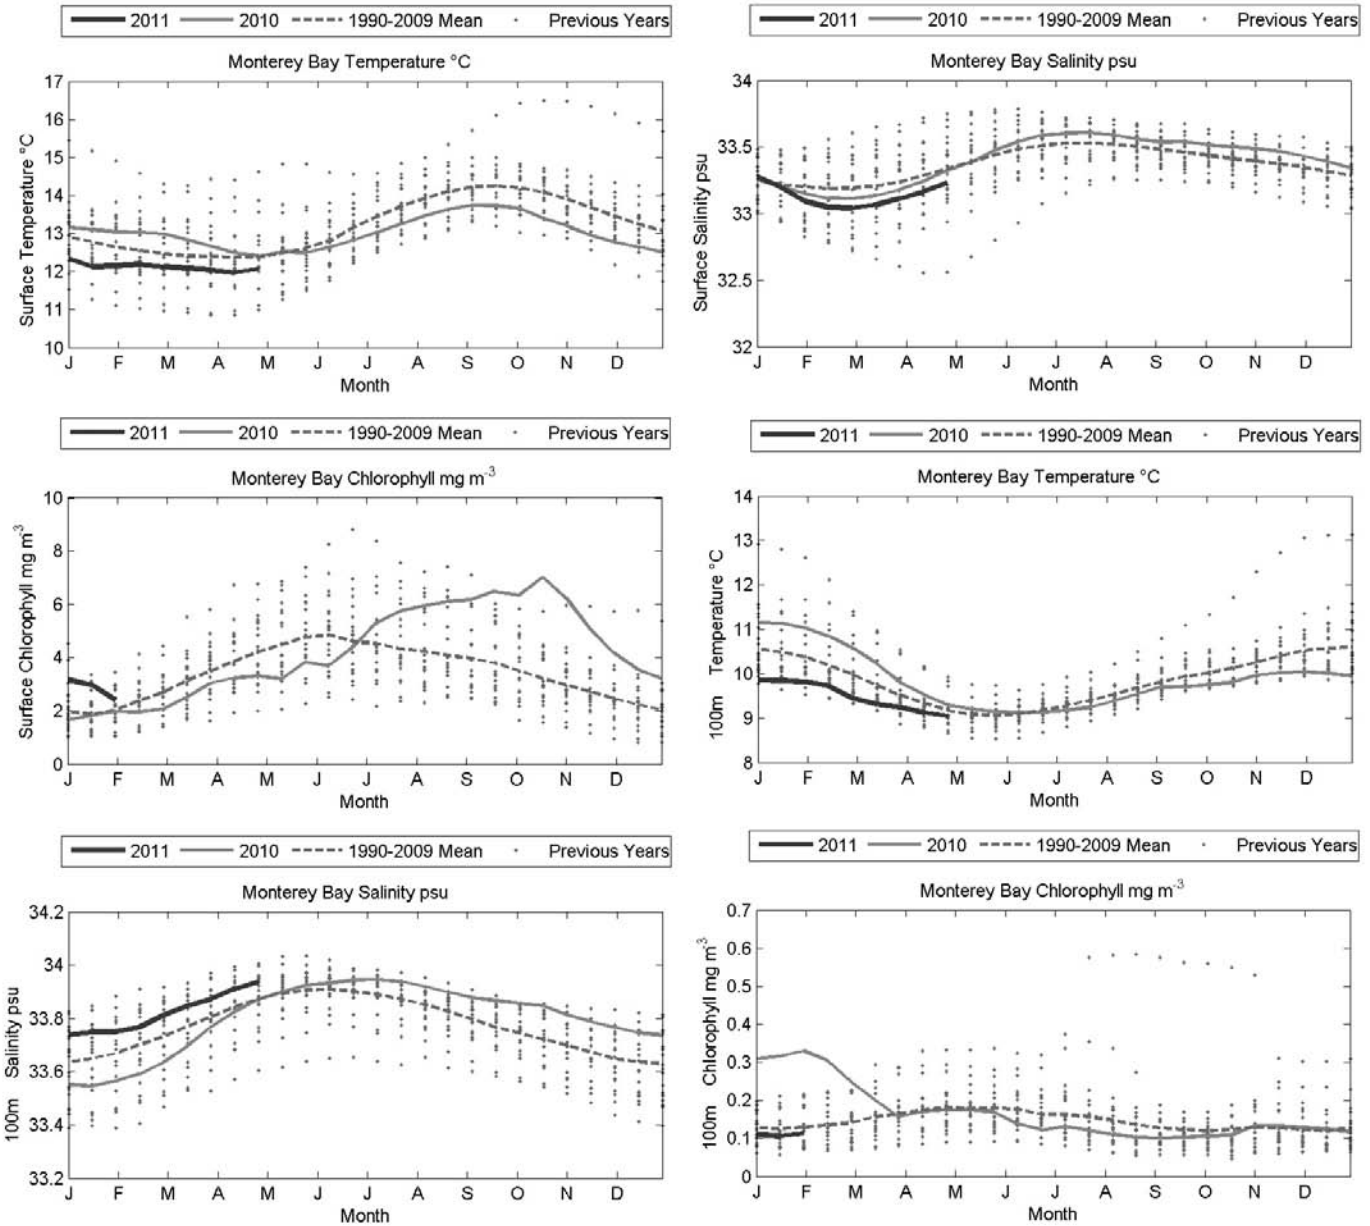 2011 2010 1990-2009 Mean Previous Years
Monterey Bay Temperature °C
Surface Temperature °C
17
16
15
14
13
12
11
10
J F M A M J J A S O N D
Month
2011 2010 1990-2009 Mean Previous Years
Monterey Bay Salinity psu
Surface Salinity psu
34
33.5
33
32.5
32
J F M A M J J A S O N D
Month
2011 2010 1990-2009 Mean Previous Years
Monterey Bay Chlorophyll mg m-3
Surface Chlorophyll mg m-3
10
8
6
4
2
0
J F M A M J J A S O N D
Month
2011 2010 1990-2009 Mean Previous Years
Monterey Bay Temperature °C
100m Temperature °C
14
13
12
11
10
9
8
J F M A M J J A S O N D
Month
2011 2010 1990-2009 Mean Previous Years
Monterey Bay Salinity psu
100m Salinity psu
34.2
34
33.8
33.6
33.4
33.2
J F M A M J J A S O N D
Month
2011 2010 1990-2009 Mean Previous Years
Monterey Bay Chlorophyll mg m-3
100m Chlorophyll mg m-3
0.7
0.6
0.5
0.4
0.3
0.2
0.1
0
J F M A M J J A S O N D
Month